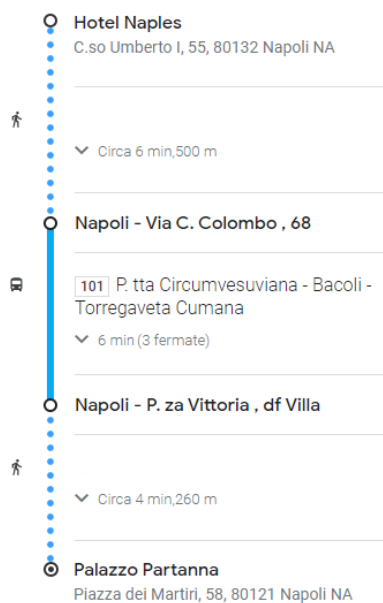 Hotel Naples
C.so Umberto I, 55, 80132 Napoli NA
Circa 6 min,500 m
Napoli - Via C. Colombo , 68
101 P. tta Circumvesuviana - Bacoli -
Torregaveta Cumana
6 min (3 fermate)
Napoli - P. za Vittoria , df Villa
Circa 4 min,260 m
Palazzo Partanna
Piazza dei Martiri, 58, 80121 Napoli NA